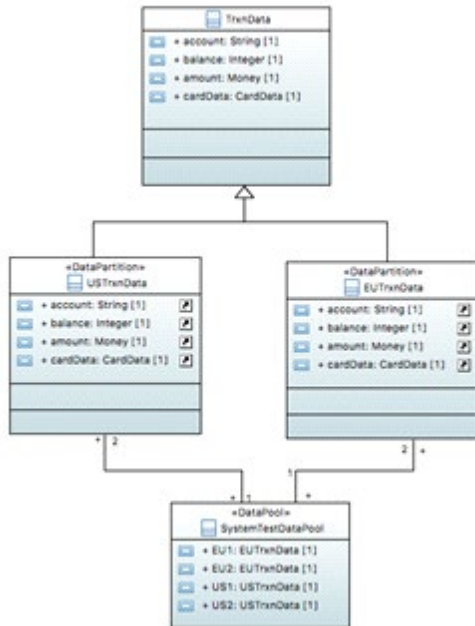 TrxnData
+ account: String [1]
+ balance: Integer [1]
+ amount: Money [1]
+ cardData: CardData [1]
«DataPartition»
USTrxnData
+ account: String [1]
+ balance: Integer [1]
+ amount: Money [1]
+ cardData: CardData [1]
«DataPartition»
EUTrxnData
+ account: String [1]
+ balance: Integer [1]
+ amount: Money [1]
+ cardData: CardData [1]
+ 2
2 +
+ 1
1 +
«DataPool»
SystemTestDataPool
+ EU1: EUTrxnData [1]
+ EU2: EUTrxnData [1]
+ US1: USTrxnData [1]
+ US2: USTrxnData [1]